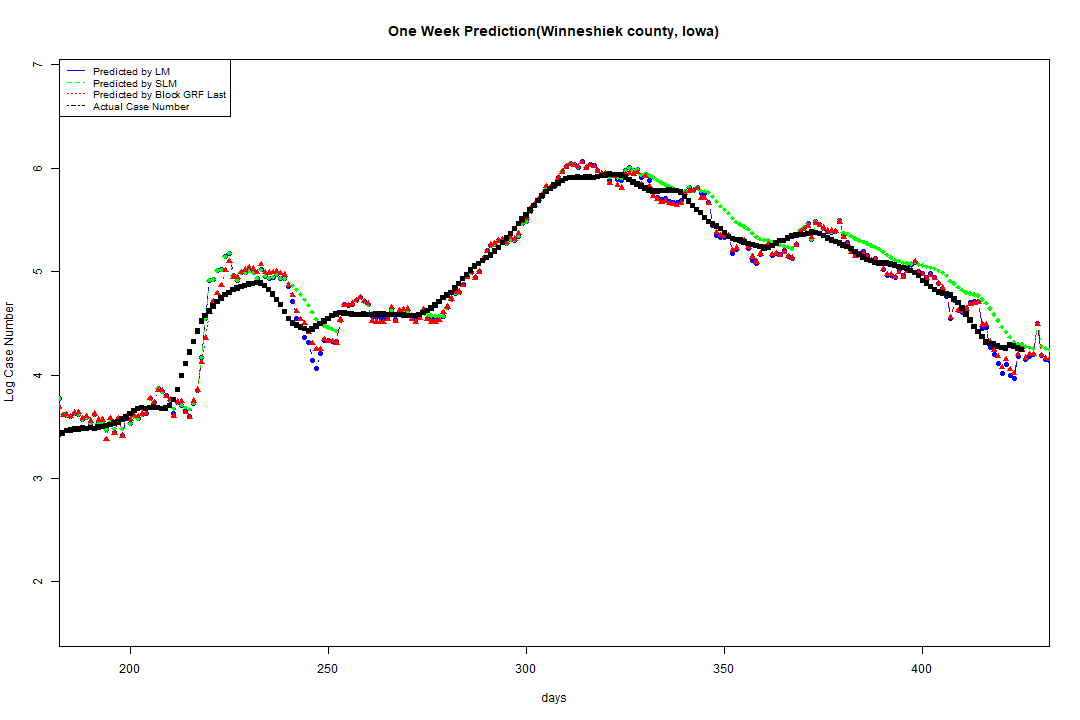 One Week Prediction(Winneshiek county, Iowa)
Predicted by LM
Predicted by SLM
Predicted by Block GRF Last
Actual Case Number
7
6
5
4
3
2
Log Case Number
200 250 300 350 400
days